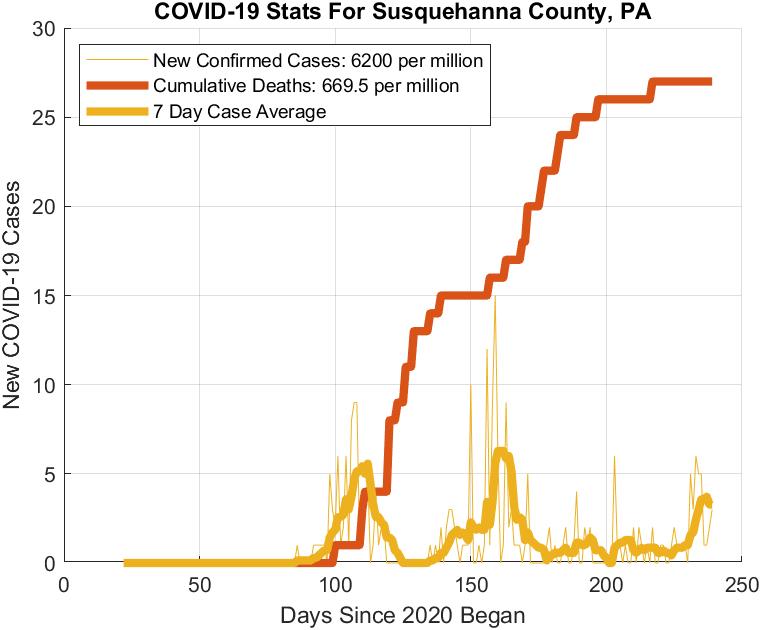 COVID-19 Stats For Susquehanna County, PA
30
New Confirmed Cases: 6200 per million
Cumulative Deaths: 669.5 per million
7 Day Case Average
25
20
15
10
5
0
New COVID-19 Cases
0 50 100 150 200 250
Days Since 2020 Began